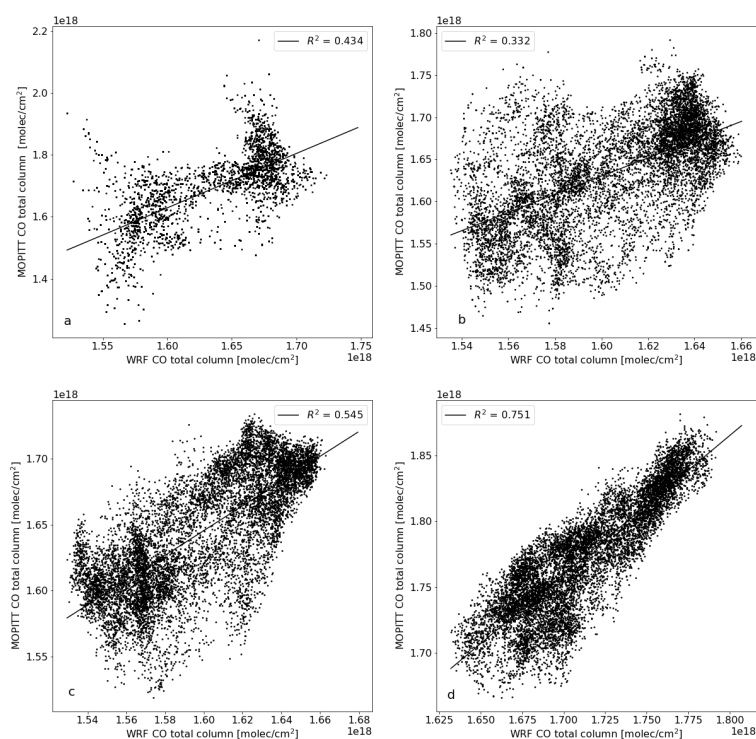 1e18
R² = 0.434
2.2
2.0
1.8
1.6
1.4
MOPITT CO total column [molec/cm²]
a
1.55
1.60
1.65
1.70
1.75
WRF CO total column [molec/cm²]
1e18
1e18
R² = 0.332
1.80
1.75
1.70
1.65
1.60
1.55
1.50
1.45
MOPITT CO total column [molec/cm²]
b
1.54
1.56
1.58
1.60
1.62
1.64
1.66
WRF CO total column [molec/cm²]
1e18
1e18
R² = 0.545
1.70
1.65
1.60
1.55
MOPITT CO total column [molec/cm²]
c
1.54
1.56
1.58
1.60
1.62
1.64
1.66
1.68
WRF CO total column [molec/cm²]
1e18
1e18
R² = 0.751
1.85
1.80
1.75
1.70
MOPITT CO total column [molec/cm²]
d
1.625
1.650
1.675
1.700
1.725
1.750
1.775
1.800
WRF CO total column [molec/cm²]
1e18